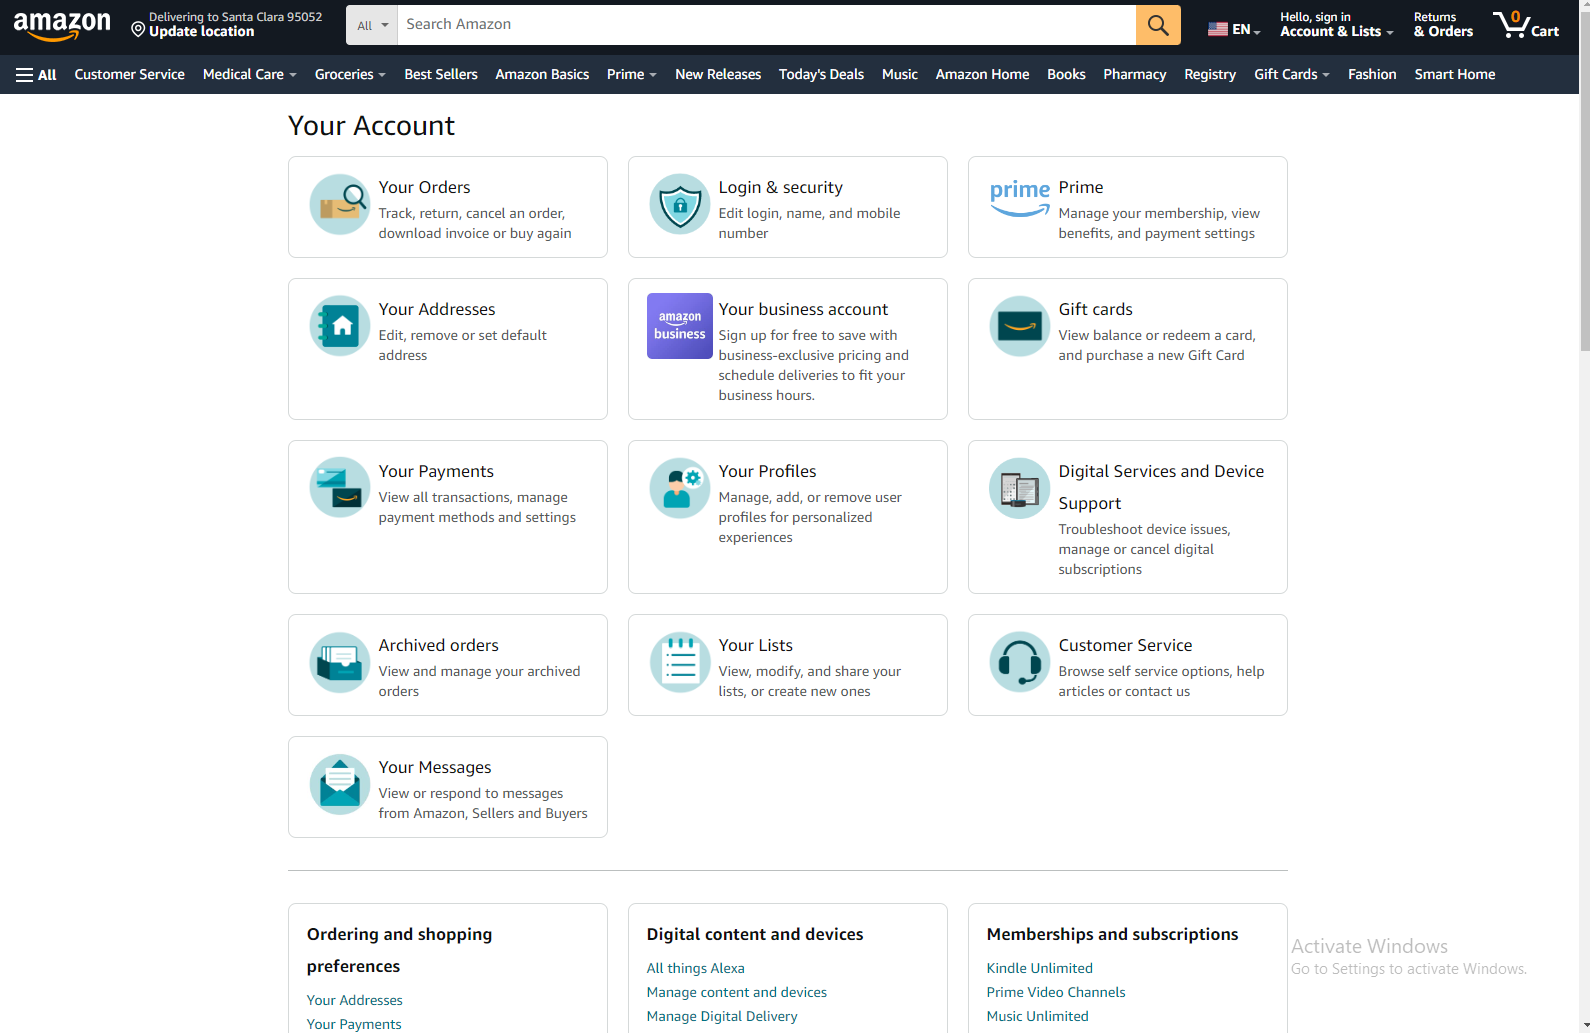 amazon
Delivering to Santa Clara 95052
Update location
All
Search Amazon
EN
Hello, sign in
Account & Lists
Returns
& Orders
0
Cart
All
Customer Service
Medical Care
Groceries
Best Sellers
Amazon Basics
Prime
New Releases
Today's Deals
Music
Amazon Home
Books
Pharmacy
Registry
Gift Cards
Fashion
Smart Home
Your Account
Your Orders
Track, return, cancel an order,
download invoice or buy again
Login & security
Edit login, name, and mobile
number
prime
Prime
Manage your membership, view
benefits, and payment settings
Your Addresses
Edit, remove or set default
address
amazon
business
Your business account
Sign up for free to save with
business-exclusive pricing and
schedule deliveries to fit your
business hours.
Gift cards
View balance or redeem a card,
and purchase a new Gift Card
Your Payments
View all transactions, manage
payment methods and settings
Your Profiles
Manage, add, or remove user
profiles for personalized
experiences
Digital Services and Device
Support
Troubleshoot device issues,
manage or cancel digital
subscriptions
Archived orders
View and manage your archived
orders
Your Lists
View, modify, and share your
lists, or create new ones
Customer Service
Browse self service options, help
articles or contact us
Your Messages
View or respond to messages
from Amazon, Sellers and Buyers
Ordering and shopping
preferences
Your Addresses
Your Payments
Digital content and devices
All things Alexa
Manage content and devices
Manage Digital Delivery
Memberships and subscriptions
Kindle Unlimited
Prime Video Channels
Music Unlimited
Activate Windows
Go to Settings to activate Windows.